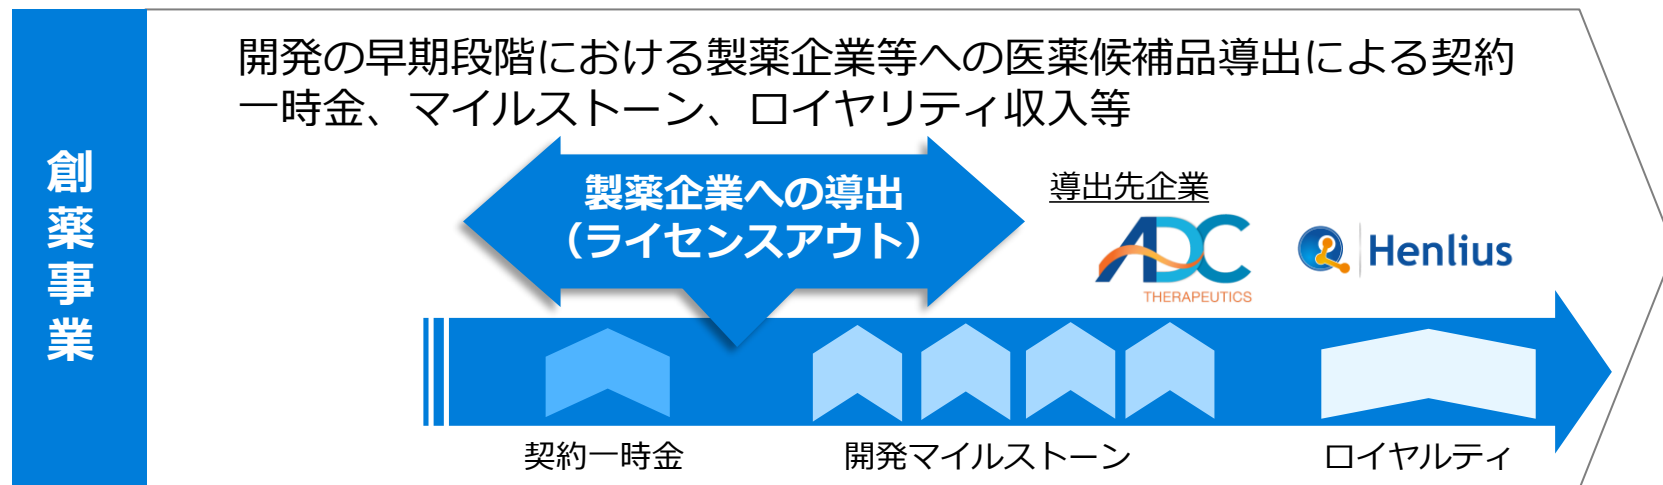 創薬事業
開発の早期段階における製薬企業等への医薬候補品導出による契約
一時金、マイルストーン、ロイヤリティ収入等
製薬企業への導出
（ライセンスアウト）
導出先企業
ADC
THERAPEUTICS
Henlius
契約一時金
開発マイルストーン
ロイヤルティ